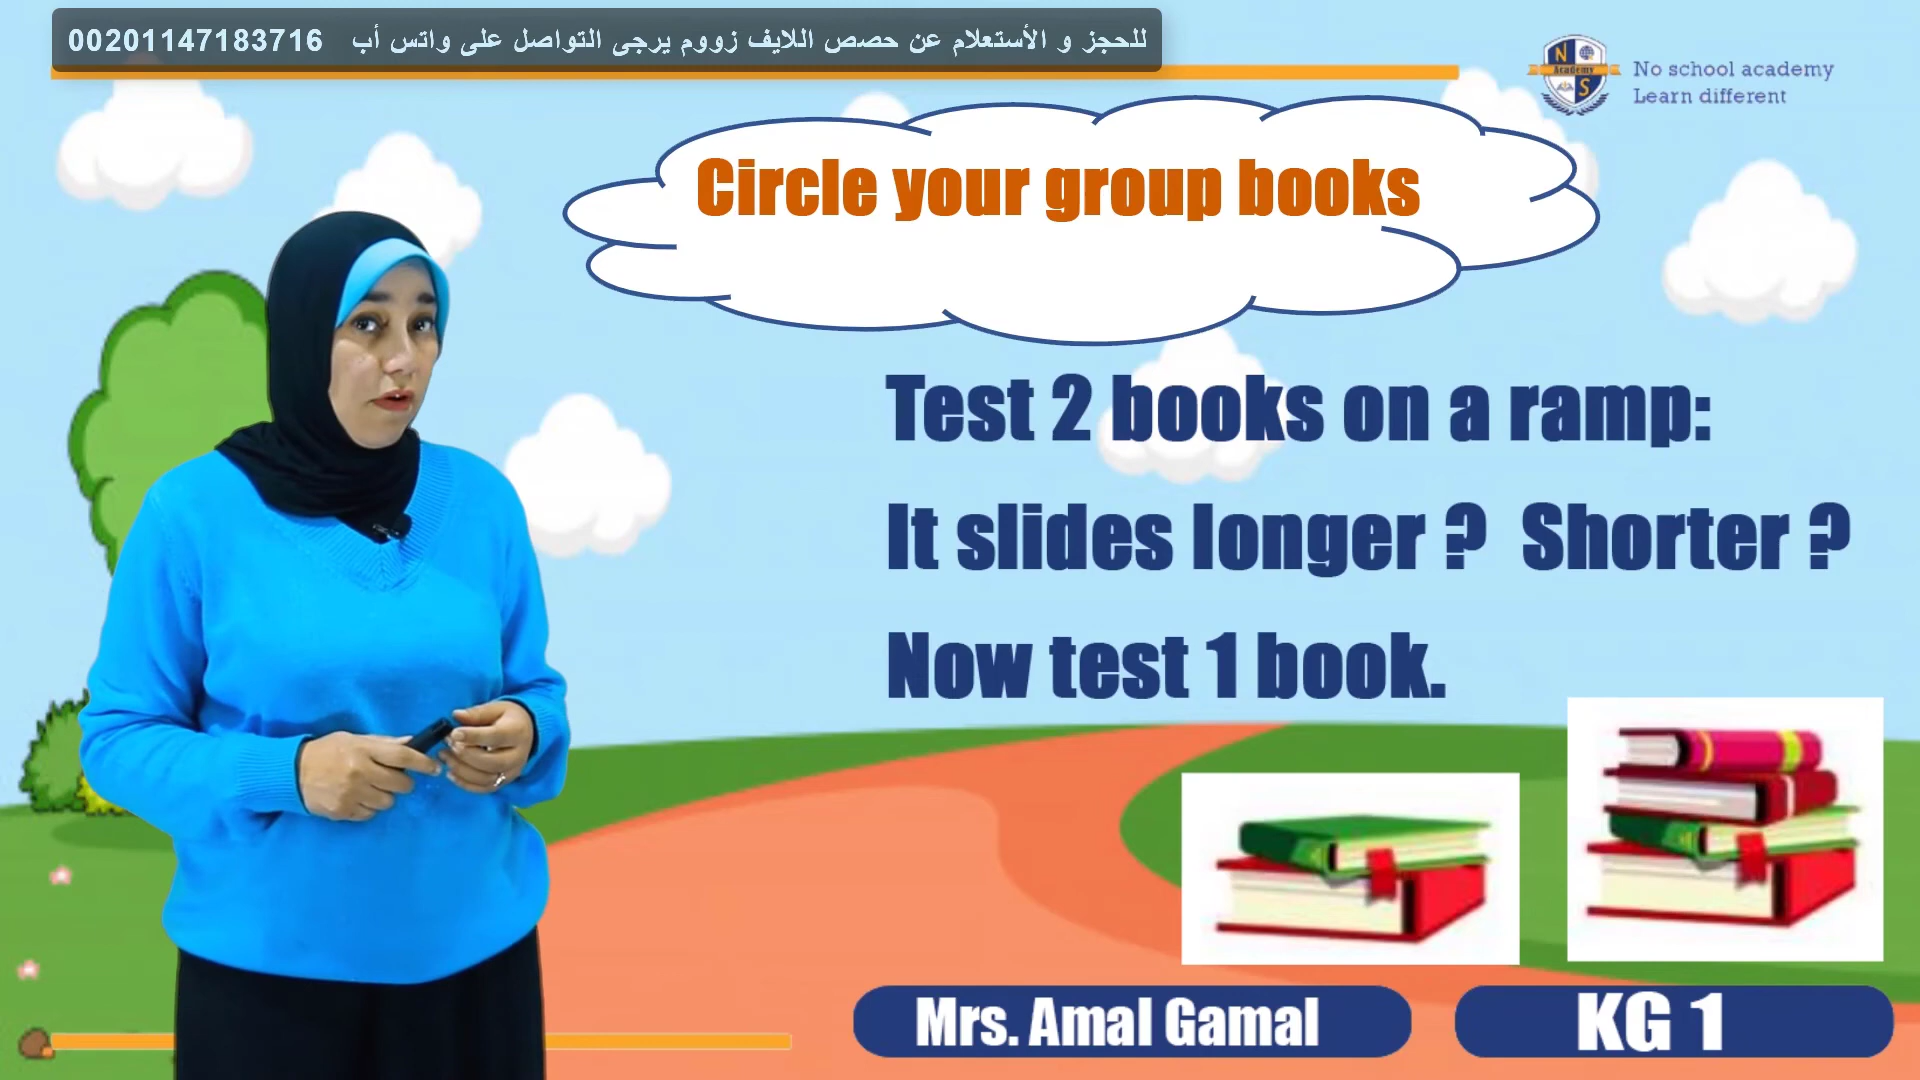 للحجز و الأستعلام عن حصص اللايف زووم يرجى التواصل على واتس أب 00201147183716
N
Academy
S
No school academy
Learn different
Circle your group books
Test 2 books on a ramp:
It slides longer ? Shorter ?
Now test 1 book.
Mrs. Amal Gamal
KG 1